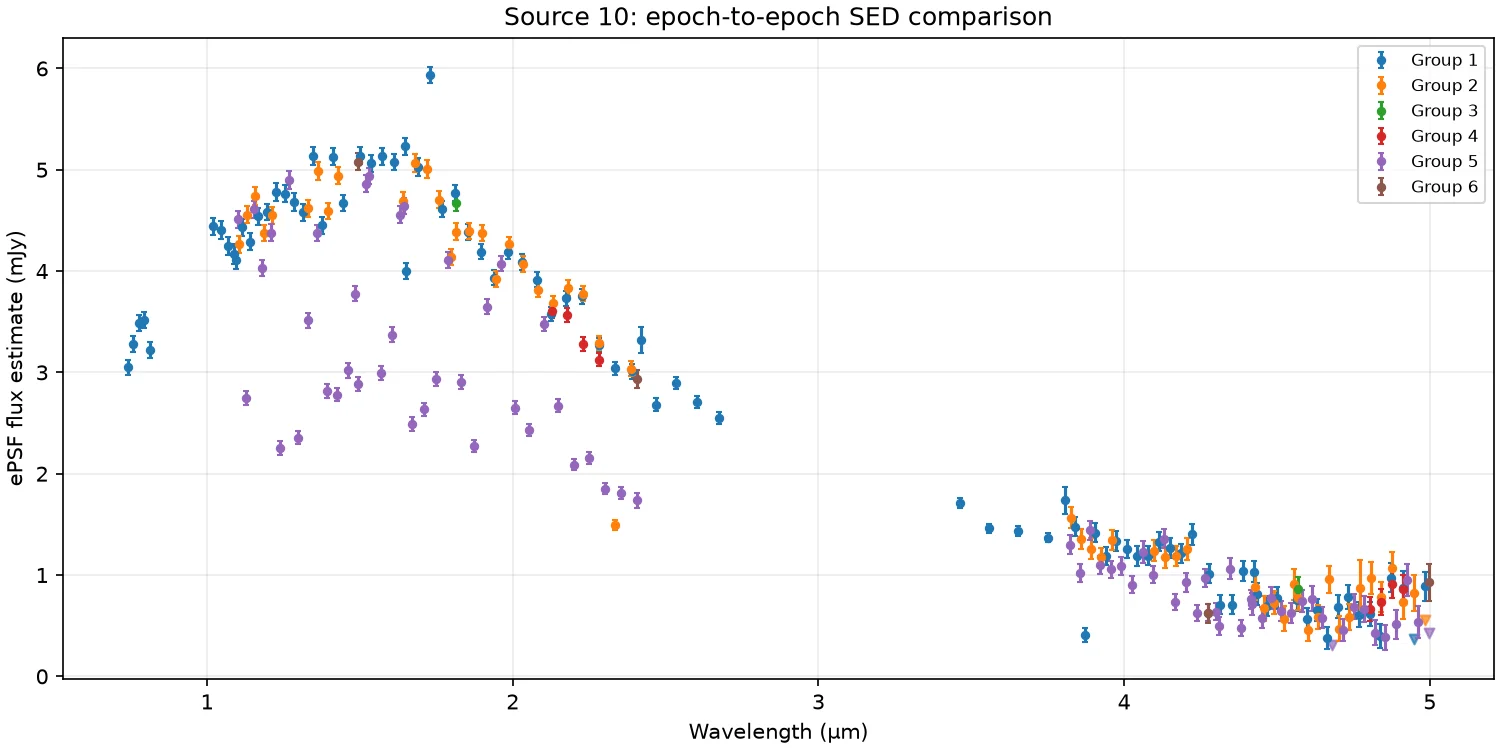 Source 10: epoch-to-epoch SED comparison
Group 1
Group 2
Group 3
Group 4
Group 5
Group 6
ePSF flux estimate (mJy)
6
5
4
3
2
1
0
1 2 3 4 5
Wavelength (µm)